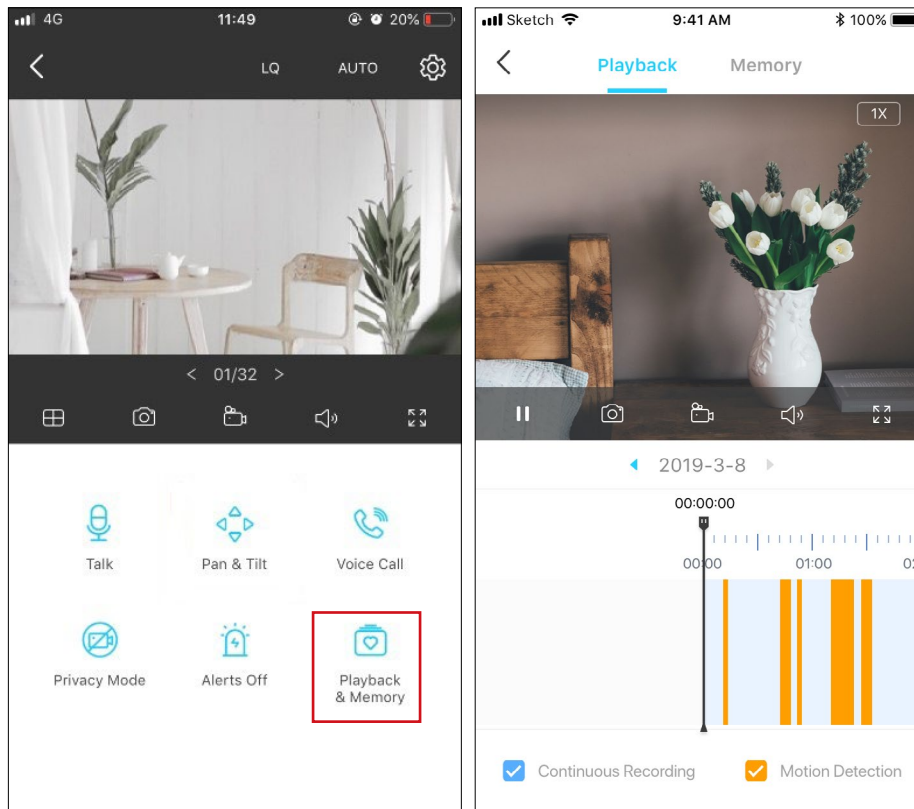 4G 11:49 20%
LQ AUTO
< 01/32 >
Talk Pan & Tilt Voice Call
Privacy Mode Alerts Off Playback
& Memory
Sketch 9:41 AM 100%
Playback Memory
1X
2019-3-8
00:00:00
00:00 01:00
Continuous Recording Motion Detection